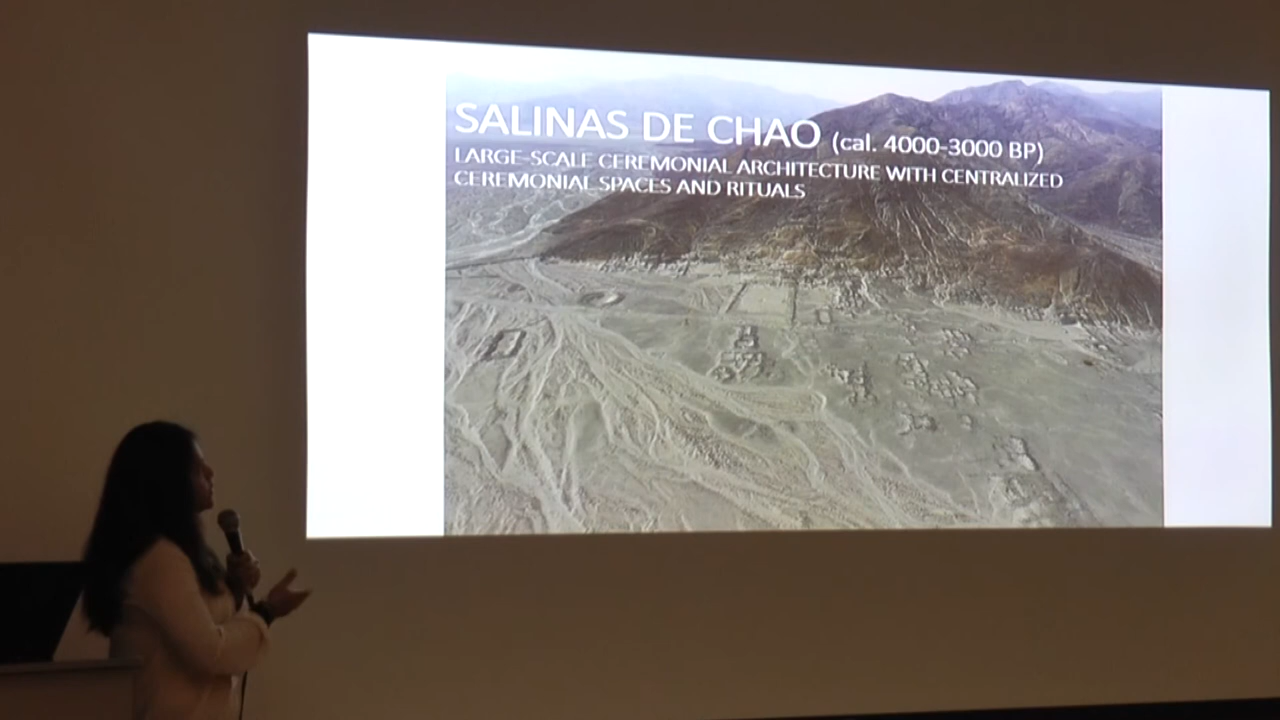 SALINAS DE CHAO (cal. 4000-3000 BP)
LARGE-SCALE CEREMONIAL ARCHITECTURE WITH CENTRALIZED
CEREMONIAL SPACES AND RITUALS